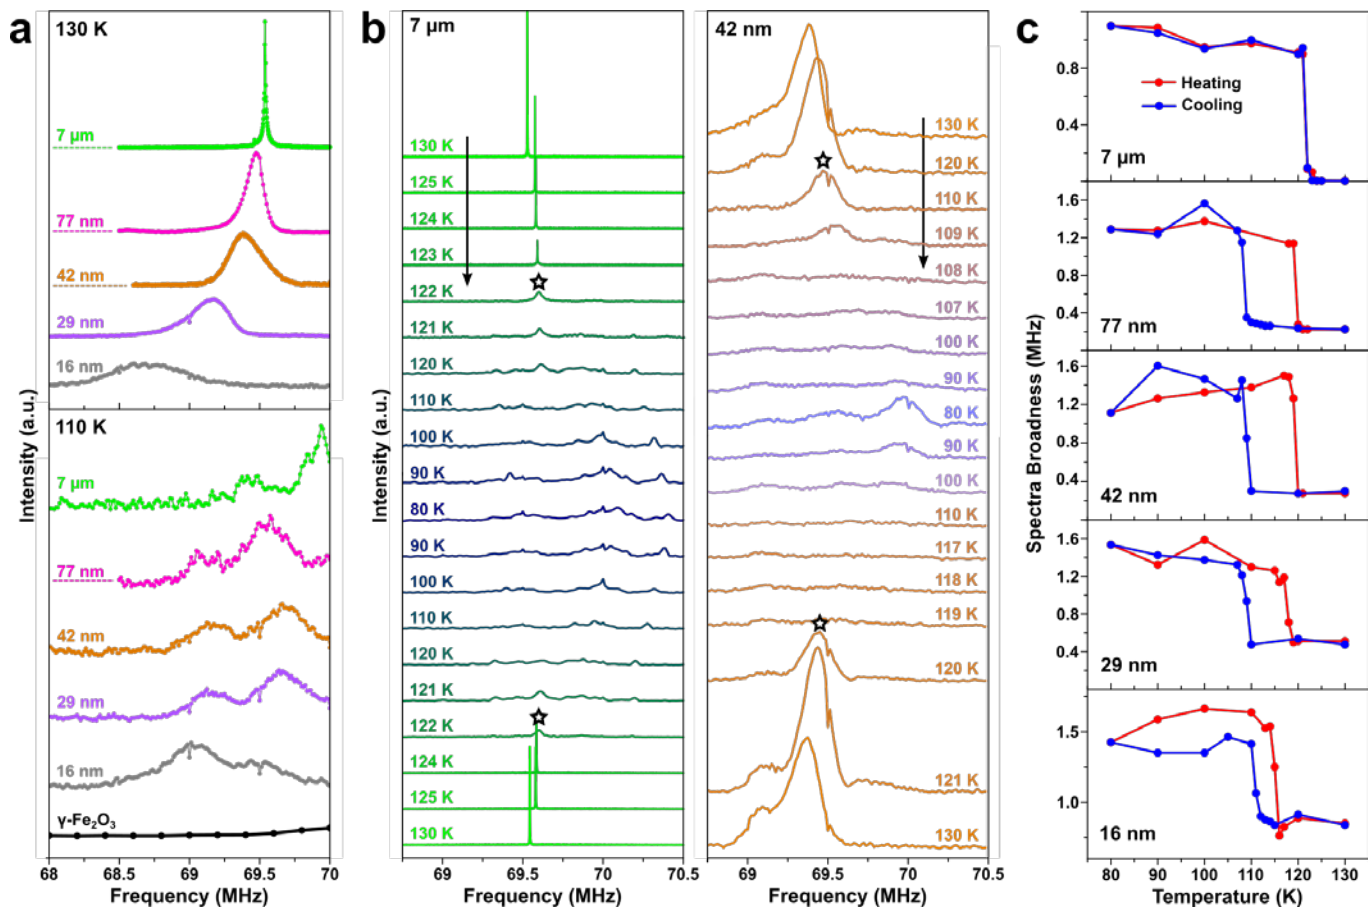 a
130 K
7 µm
77 nm
42 nm
29 nm
16 nm
110 K
7 µm
77 nm
42 nm
29 nm
16 nm
γ-Fe₂O₃
Intensity (a.u.)
68
69
69.5
70
Frequency (MHz)
b
7 µm
130 K
125 K
124 K
123 K
122 K
121 K
120 K
110 K
100 K
90 K
80 K
90 K
100 K
110 K
120 K
121 K
122 K
124 K
125 K
130 K
Intensity (a.u.)
69
69.5
70
70.5
Frequency (MHz)
42 nm
130 K
120 K
110 K
109 K
108 K
107 K
100 K
90 K
80 K
90 K
100 K
110 K
117 K
118 K
119 K
120 K
121 K
130 K
69
69.5
70
70.5
Frequency (MHz)
c
Spectra Broadness (MHz)
1.2
0.8
0.4
Heating
Cooling
7 µm
1.6
1.2
0.8
0.4
77 nm
1.6
1.2
0.8
0.4
42 nm
1.6
1.2
0.8
0.4
29 nm
1.5
1.0
16 nm
80
90
100
110
120
130
Temperature (K)